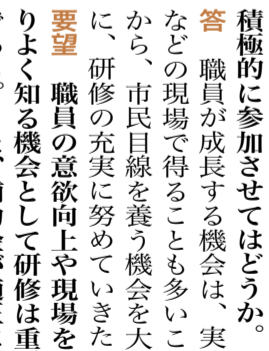 積極的に参加させてはどうか。
答　職員が成長する機会は、実
などの現場で得ることも多いこ
から、市民目線を養う機会を大
に、研修の充実に努めていきた
要望　職員の意欲向上や現場を
りよく知る機会として研修は重